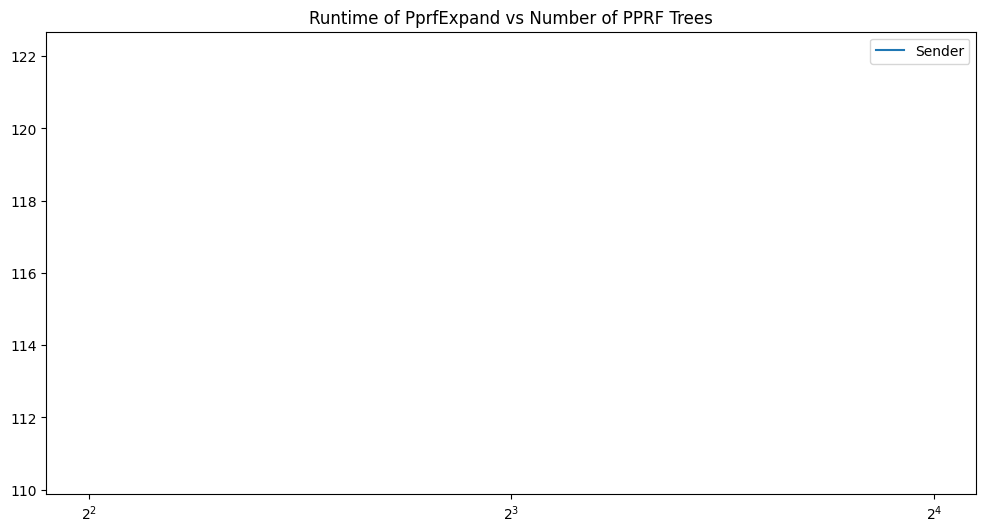 Runtime of PprfExpand vs Number of PPRF Trees
Sender
122
120
118
116
114
112
110
2² 2³ 2⁴